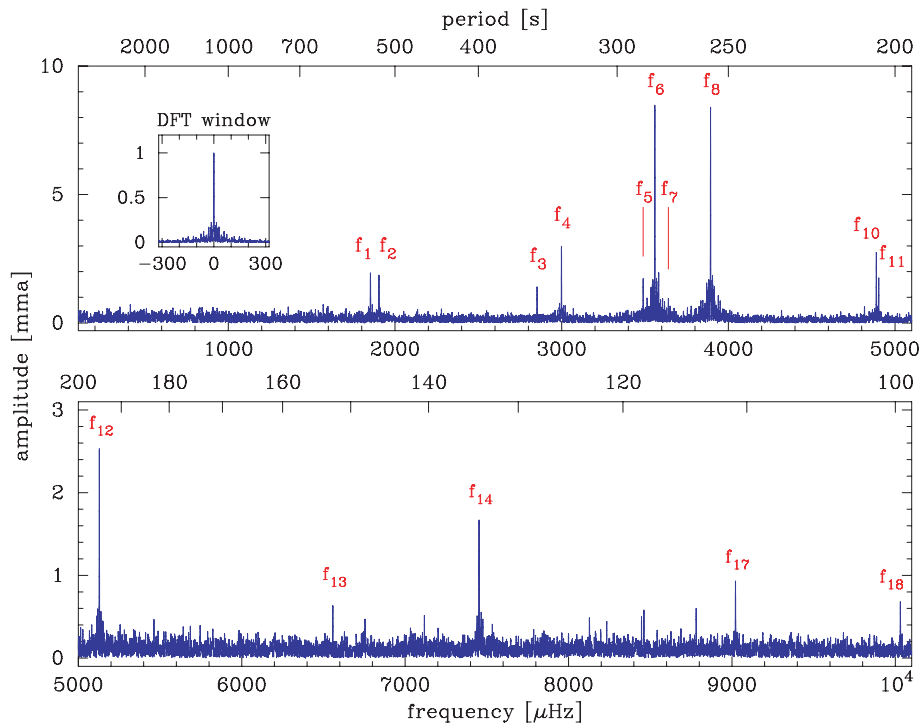 period [s]
2000 1000 700 500 400 300 250 200
10
f6 f8
DFT window
1
0.5
0
−300 0 300
5
f5 f7
f1 f2 f3 f4 f10 f11
0
1000 2000 3000 4000 5000
amplitude [mma]
200 180 160 140 120 100
3
f12
2
f14
1
f13 f17 f18
0
5000 6000 7000 8000 9000 10⁴
frequency [μHz]